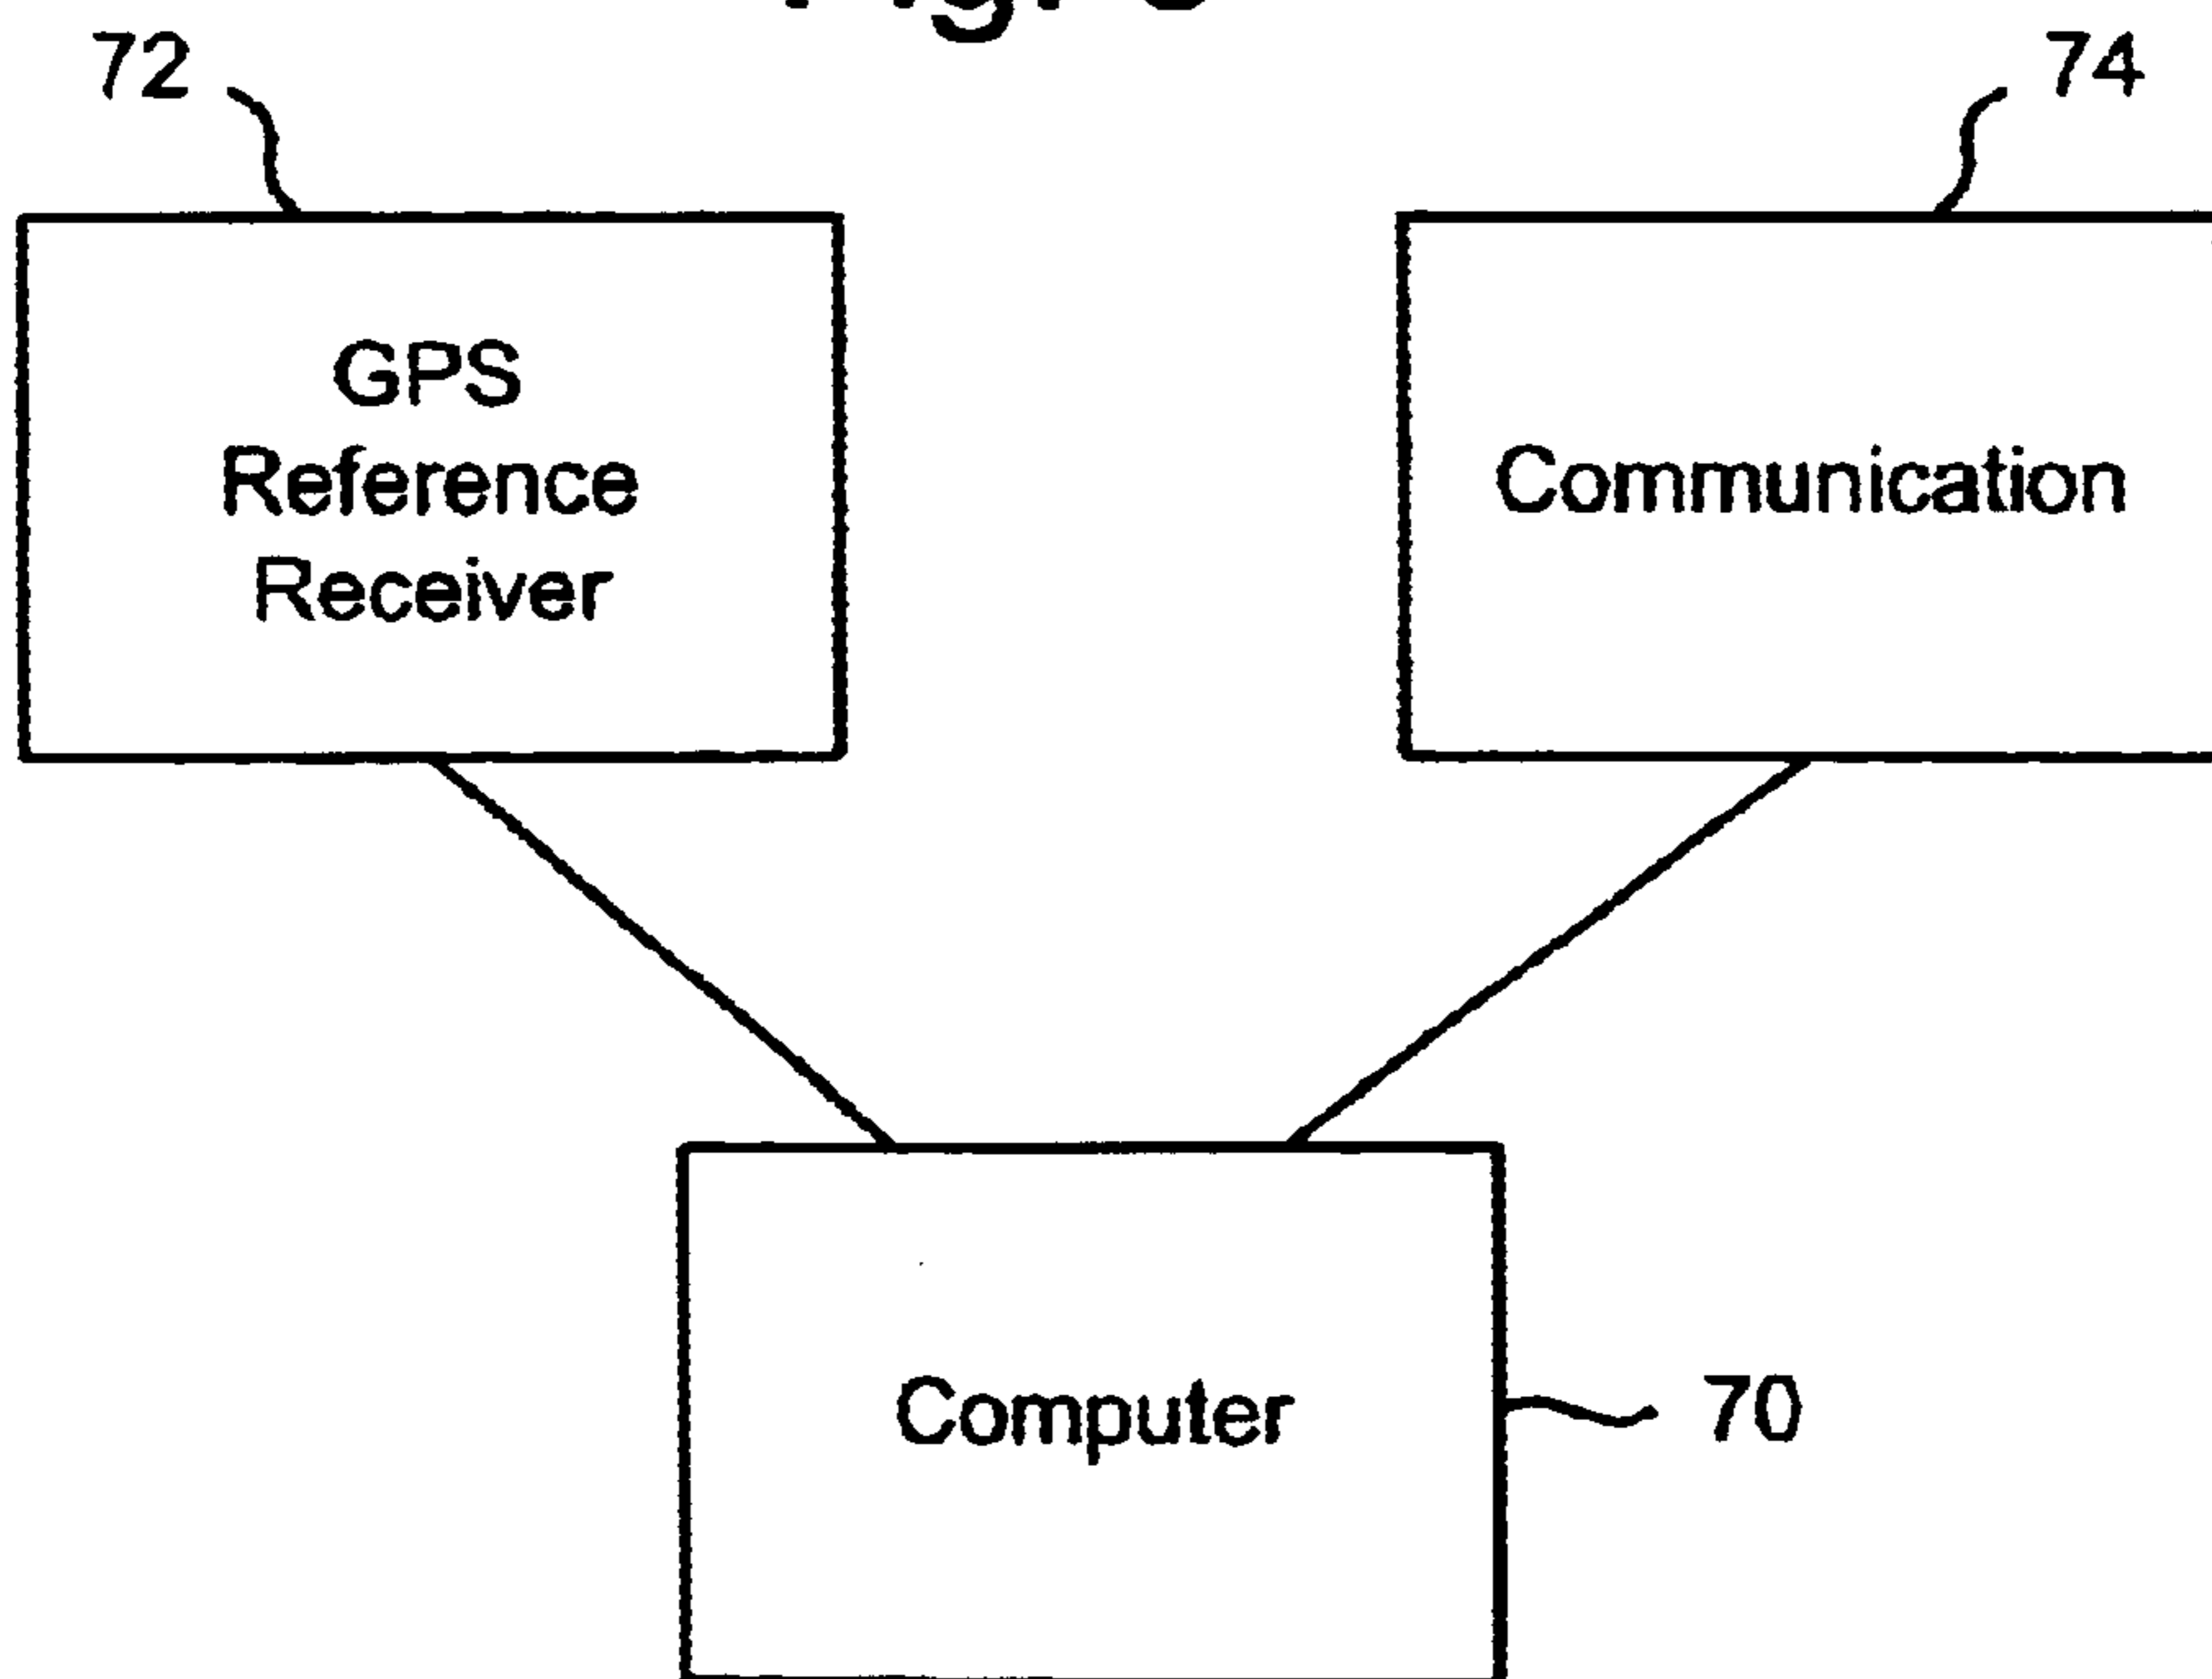 72
74
GPS
Reference
Receiver
Communication
Computer
70